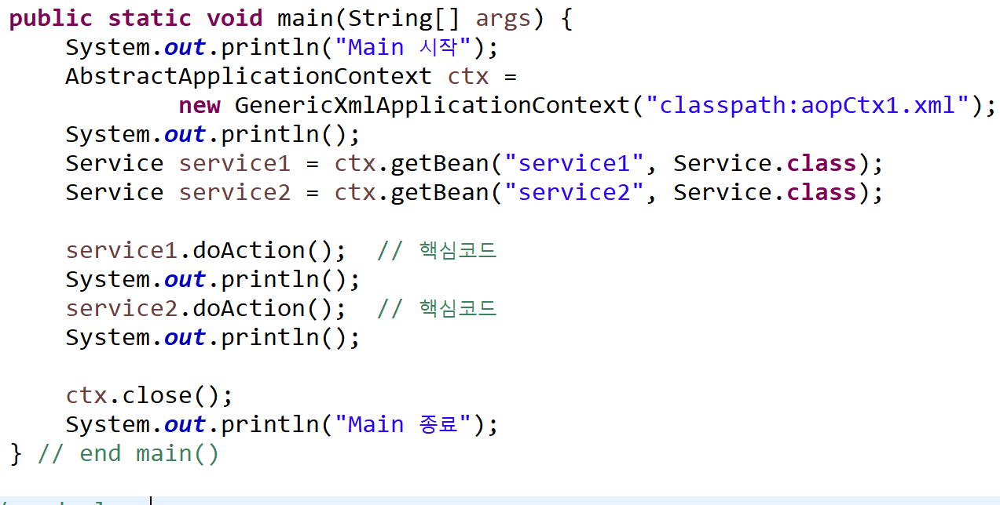 public static void main(String[] args) {
    System.out.println("Main 시작");
    AbstractApplicationContext ctx =
            new GenericXmlApplicationContext("classpath:aopCtx1.xml");
    System.out.println();
    Service service1 = ctx.getBean("service1", Service.class);
    Service service2 = ctx.getBean("service2", Service.class);
    service1.doAction();  // 핵심코드
    System.out.println();
    service2.doAction();  // 핵심코드
    System.out.println();
    ctx.close();
    System.out.println("Main 종료");
} // end main()